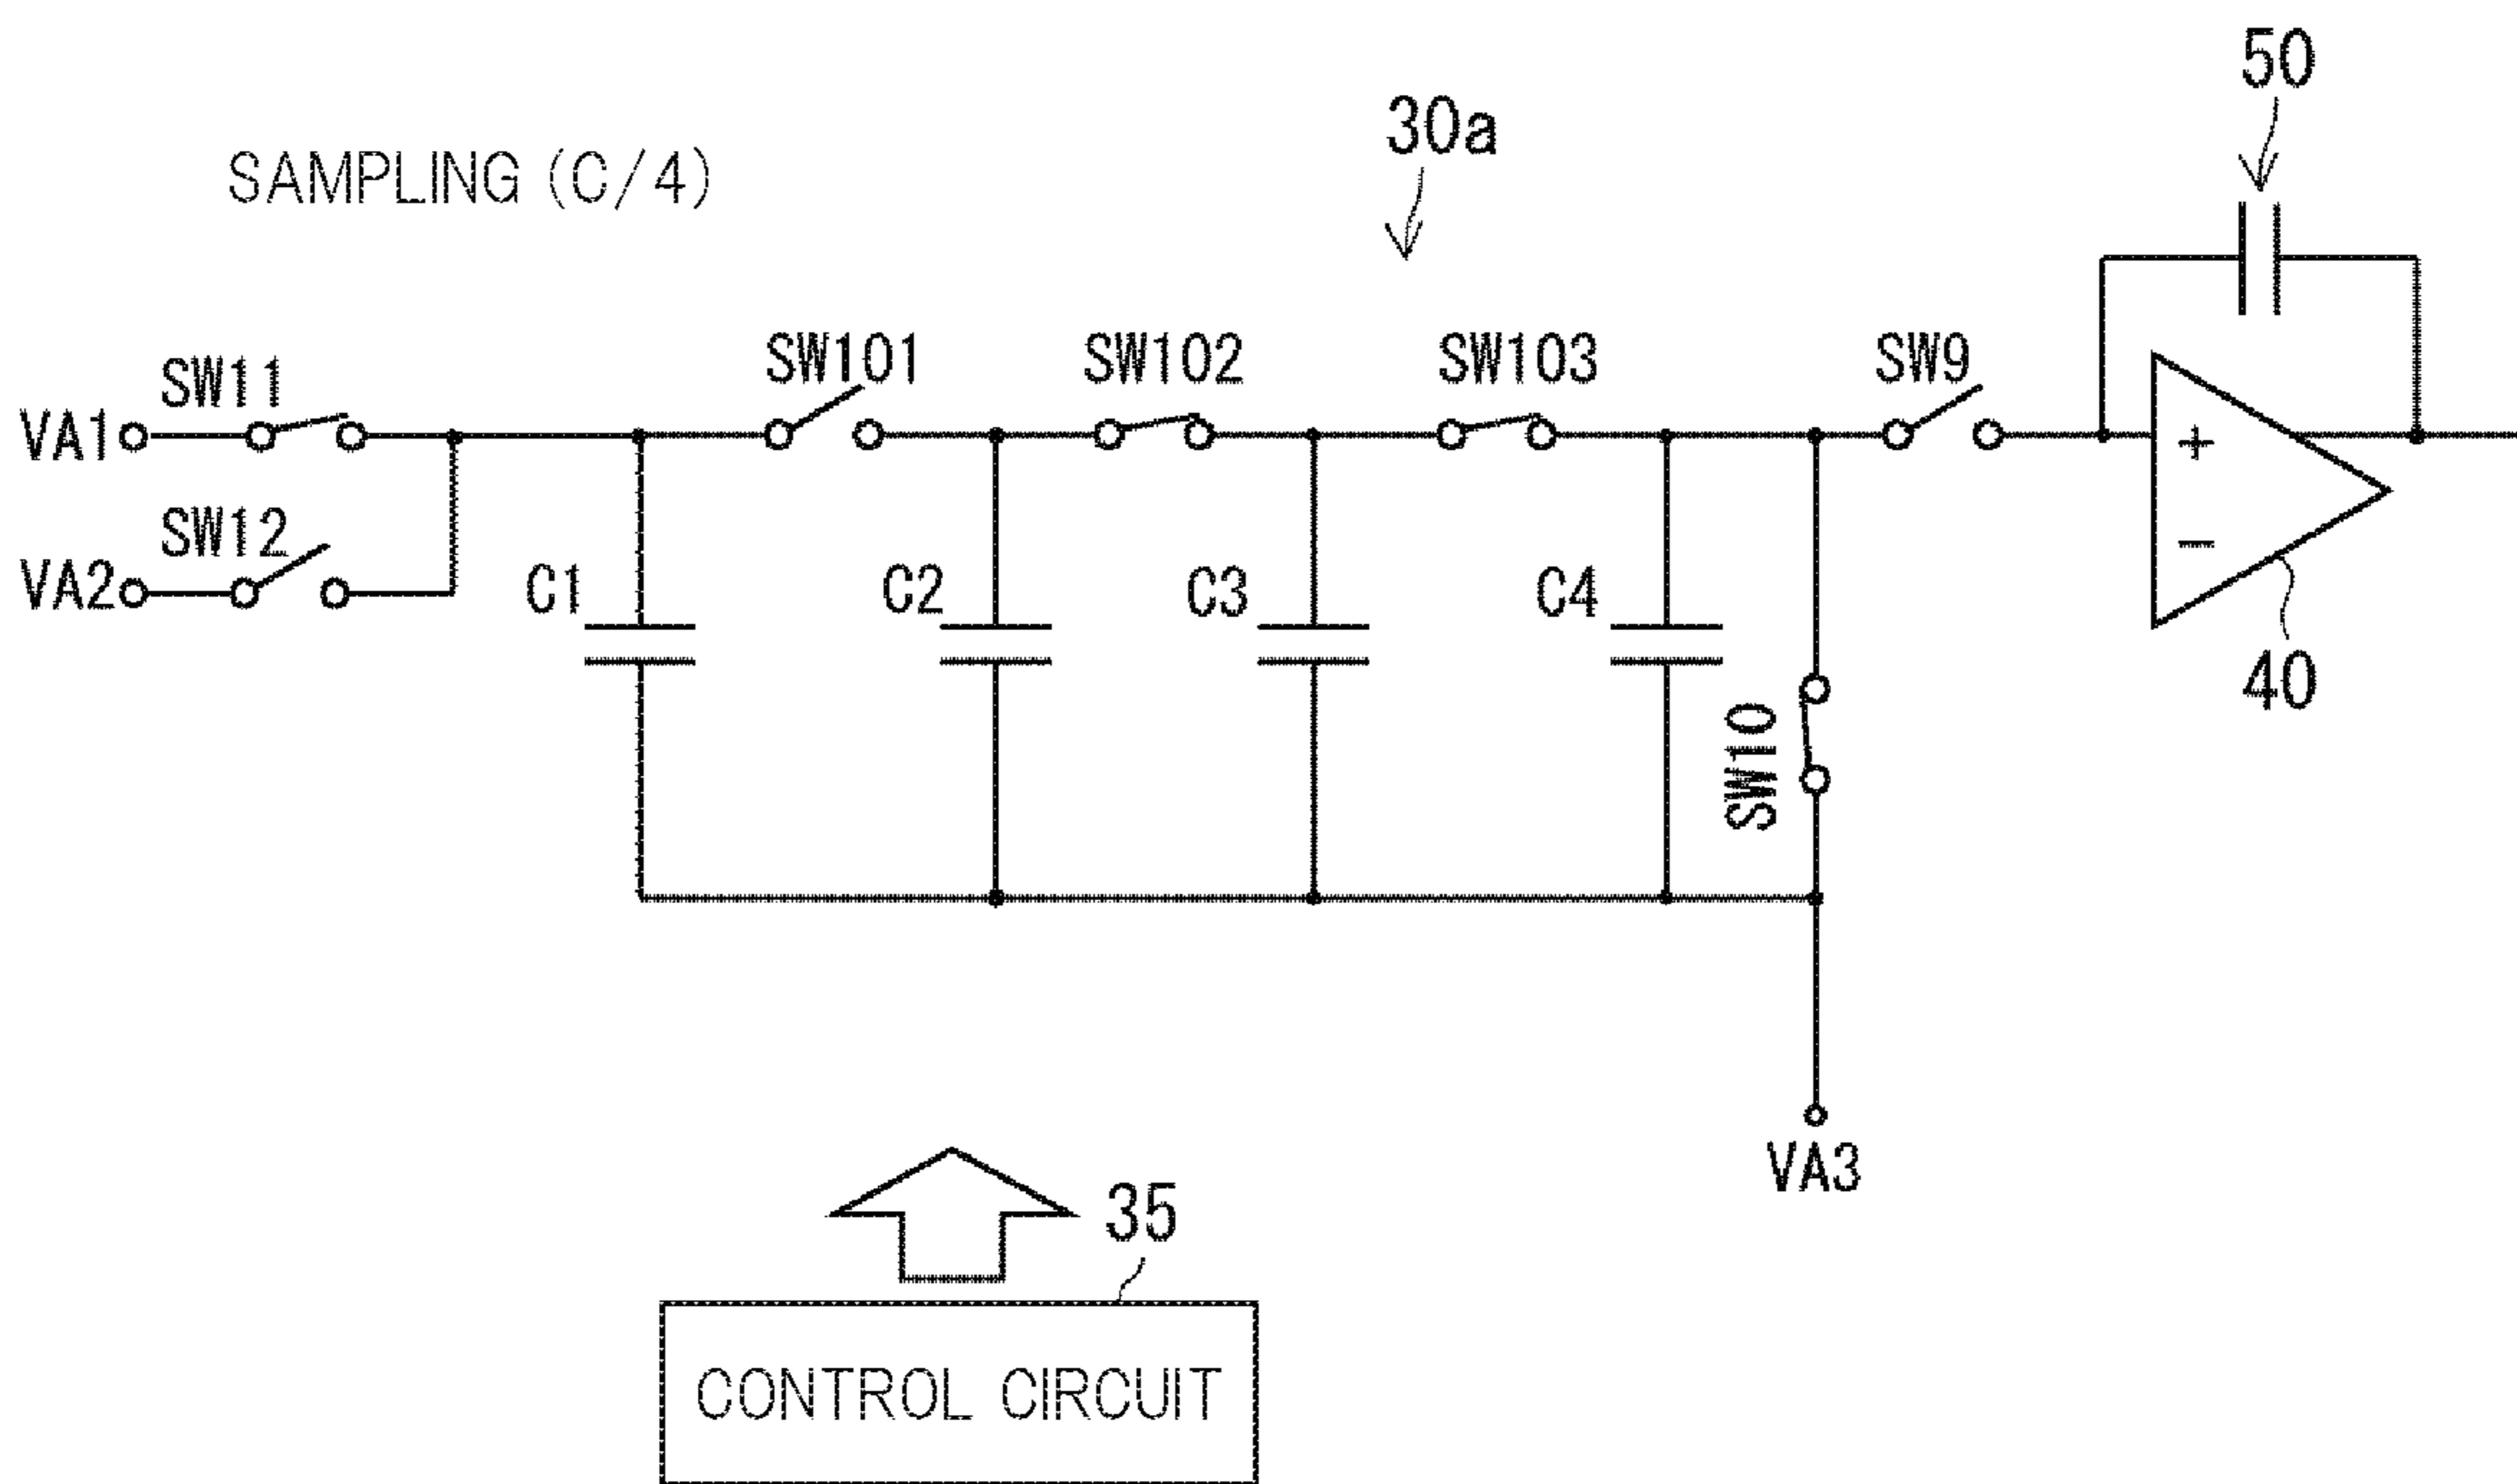 50
30a
SAMPLING (C/4)
SW101
SW102
SW103
SW9
SW11
VA1
+
SW12
−
VA2
C1
C2
C3
C4
40
SW10
VA3
35
CONTROL CIRCUIT